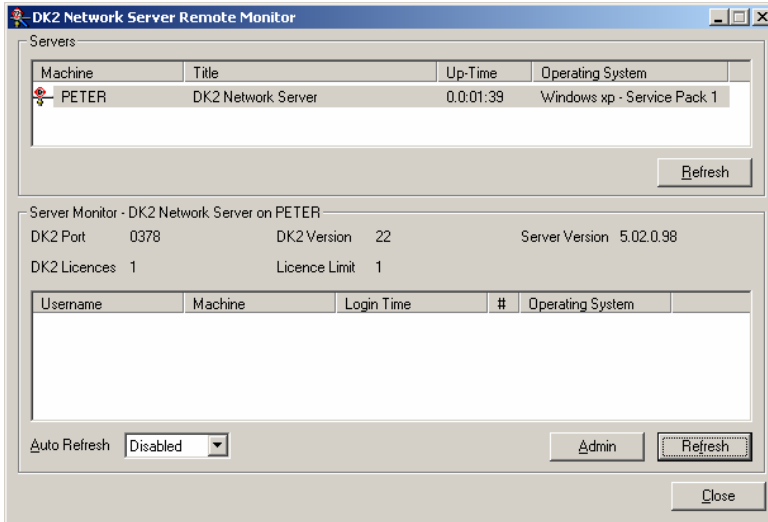 DK2 Network Server Remote Monitor
Servers
Machine Title Up-Time Operating System
PETER DK2 Network Server 0.0:01:39 Windows xp - Service Pack 1
Refresh
Server Monitor - DK2 Network Server on PETER
DK2 Port 0378 DK2 Version 22 Server Version 5.02.0.98
DK2 Licences 1 Licence Limit 1
Username Machine Login Time # Operating System
Auto Refresh Disabled Admin Refresh
Close